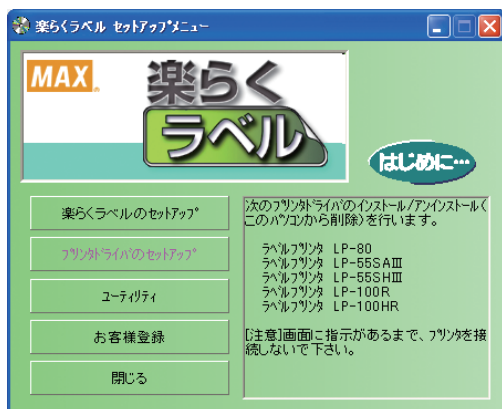 楽らくラベル ｾｯﾄｱｯﾌﾟﾒﾆｭｰ
MAX
楽らく
ラベル
はじめに…
楽らくラベルのｾｯﾄｱｯﾌﾟ
ﾌﾟﾘﾝﾀﾄﾞﾗｲﾊﾞのｾｯﾄｱｯﾌﾟ
ﾕｰﾃｨﾘﾃｨ
お客様登録
閉じる
次のﾌﾟﾘﾝﾀﾄﾞﾗｲﾊﾞのｲﾝｽﾄｰﾙ/ｱﾝｲﾝｽﾄｰﾙ(
このﾊﾟｿｺﾝから削除)を行います。
ﾗﾍﾞﾙﾌﾟﾘﾝﾀ LP-80
ﾗﾍﾞﾙﾌﾟﾘﾝﾀ LP-55SAⅢ
ﾗﾍﾞﾙﾌﾟﾘﾝﾀ LP-55SHⅢ
ﾗﾍﾞﾙﾌﾟﾘﾝﾀ LP-100R
ﾗﾍﾞﾙﾌﾟﾘﾝﾀ LP-100HR
[注意]画面に指示があるまで、ﾌﾟﾘﾝﾀを接
続しないで下さい。